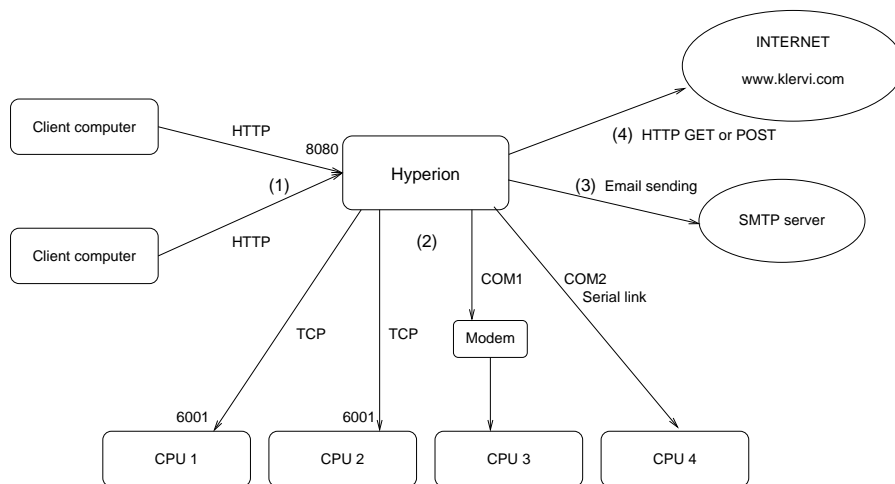 INTERNET
www.klervi.com
Client computer
HTTP
8080
Hyperion
(4) HTTP GET or POST
(1)
(3) Email sending
SMTP server
Client computer
HTTP
(2)
COM1
COM2
Serial link
TCP
TCP
Modem
6001
6001
CPU 1
CPU 2
CPU 3
CPU 4